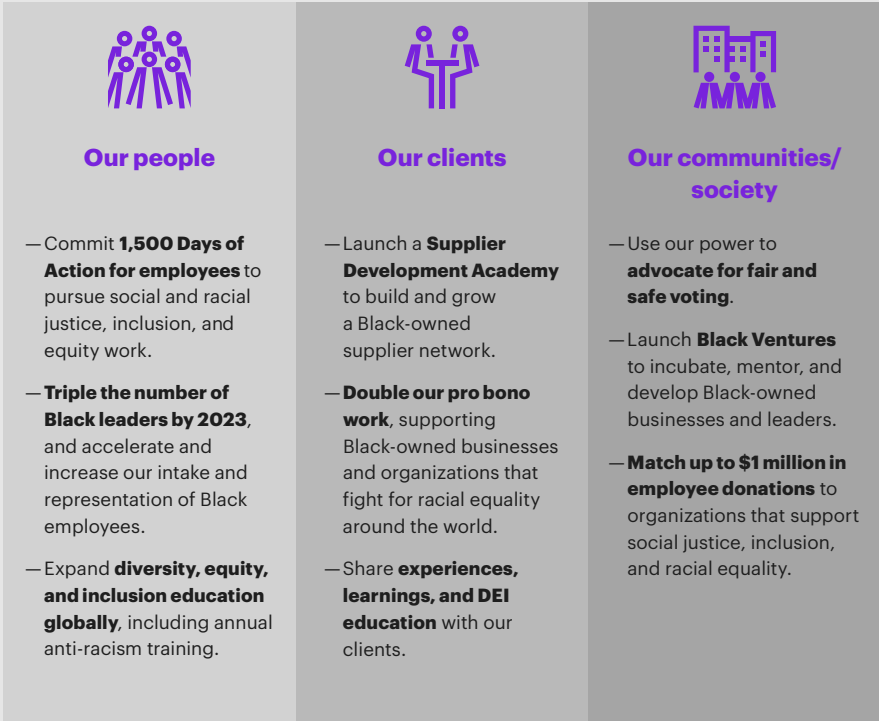 Our people
— Commit 1,500 Days of
Action for employees to
pursue social and racial
justice, inclusion, and
equity work.
— Triple the number of
Black leaders by 2023,
and accelerate and
increase our intake and
representation of Black
employees.
— Expand diversity, equity,
and inclusion education
globally, including annual
anti-racism training.
Our clients
— Launch a Supplier
Development Academy
to build and grow
a Black-owned
supplier network.
— Double our pro bono
work, supporting
Black-owned businesses
and organizations that
fight for racial equality
around the world.
— Share experiences,
learnings, and DEI
education with our
clients.
Our communities/
society
— Use our power to
advocate for fair and
safe voting.
— Launch Black Ventures
to incubate, mentor, and
develop Black-owned
businesses and leaders.
— Match up to $1 million in
employee donations to
organizations that support
social justice, inclusion,
and racial equality.